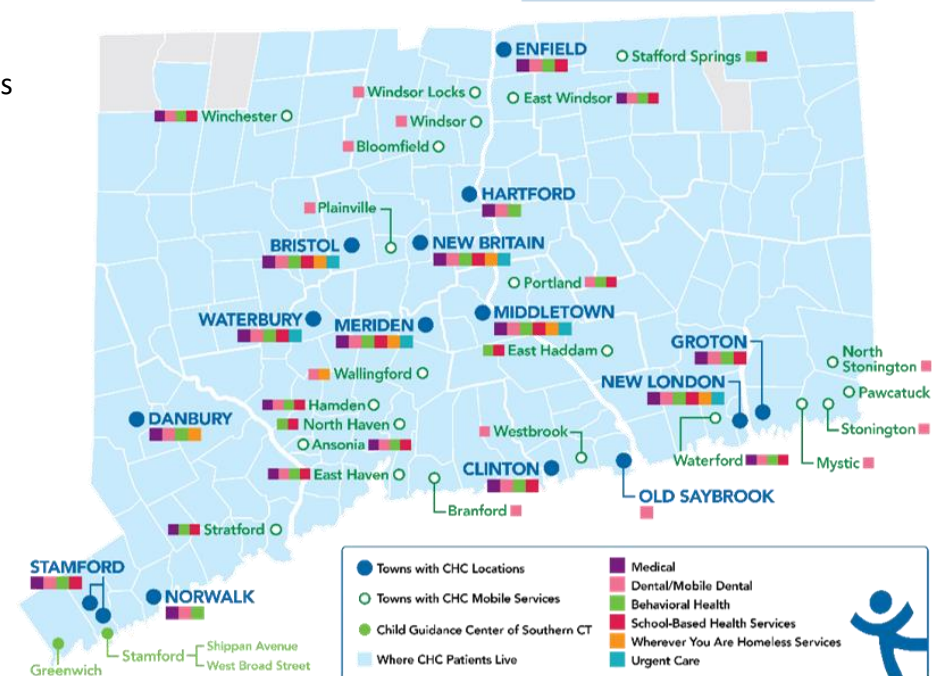 s
ENFIELD
Stafford Springs
Windsor Locks
East Windsor
Winchester
Windsor
Bloomfield
HARTFORD
Plainville
BRISTOL
NEW BRITAIN
Portland
WATERBURY
MERIDEN
MIDDLETOWN
East Haddam
GROTON
North
Stonington
Wallingford
NEW LONDON
Pawcatuck
Hamden
DANBURY
North Haven
Westbrook
Stonington
Ansonia
Waterford
Mystic
East Haven
CLINTON
OLD SAYBROOK
Branford
Stratford
STAMFORD
NORWALK
Greenwich
Stamford
Shippan Avenue
West Broad Street
Towns with CHC Locations
Towns with CHC Mobile Services
Child Guidance Center of Southern CT
Where CHC Patients Live
Medical
Dental/Mobile Dental
Behavioral Health
School-Based Health Services
Wherever You Are Homeless Services
Urgent Care